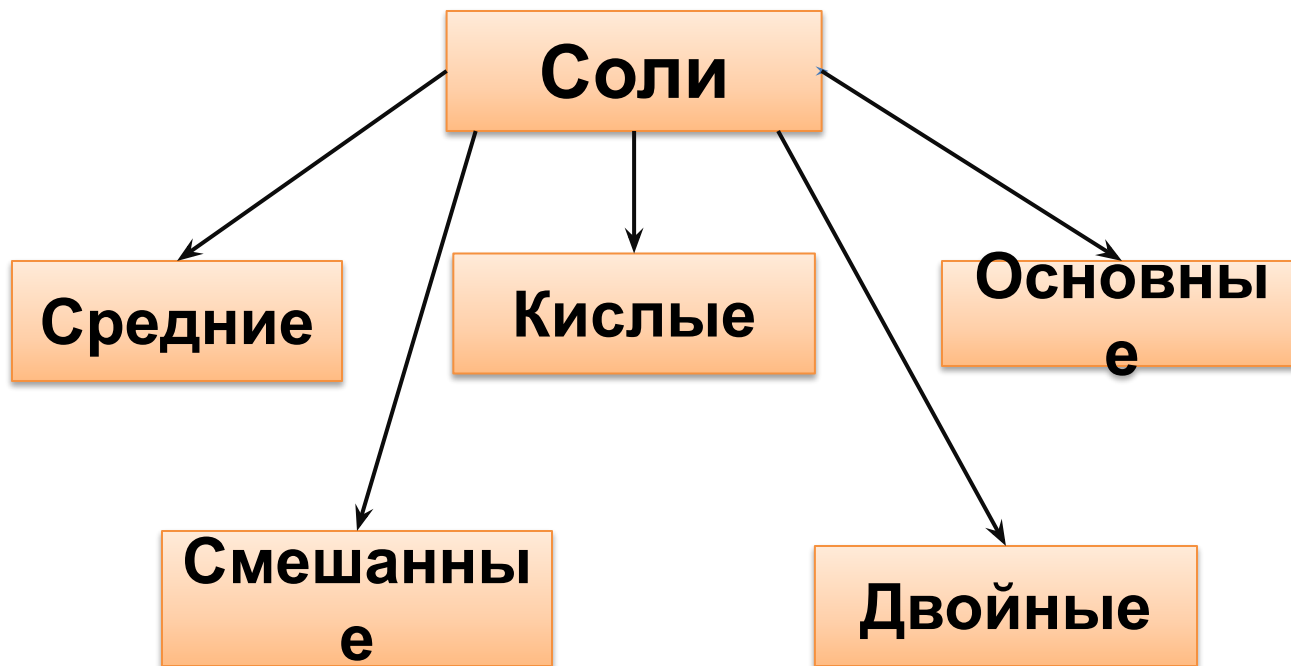 Соли
Средние
Кислые
Основны
е
Смешанны
е
Двойные